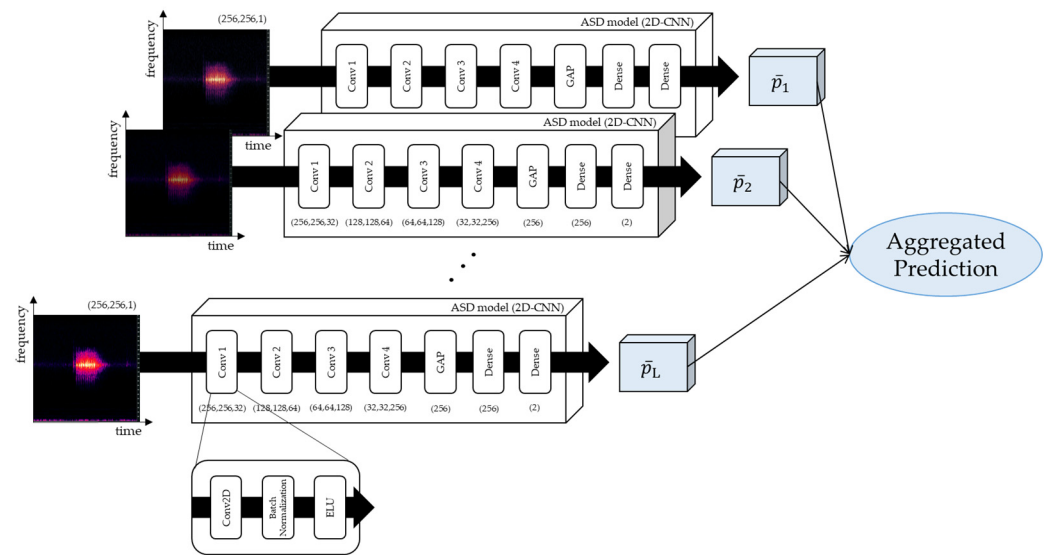 (256,256,1)
frequency
time
ASD model (2D-CNN)
Conv 1
Conv 2
Conv 3
Conv 4
GAP
Dense
Dense
p̄₁
frequency
time
ASD model (2D-CNN)
Conv 1
Conv 2
Conv 3
Conv 4
GAP
Dense
Dense
(256,256,32)
(128,128,64)
(64,64,128)
(32,32,256)
(256)
(256)
(2)
p̄₂
Aggregated
Prediction
(256,256,1)
frequency
time
ASD model (2D-CNN)
Conv 1
Conv 2
Conv 3
Conv 4
GAP
Dense
Dense
(256,256,32)
(128,128,64)
(64,64,128)
(32,32,256)
(256)
(256)
(2)
p̄L
Conv2D
Batch
Normalization
ELU